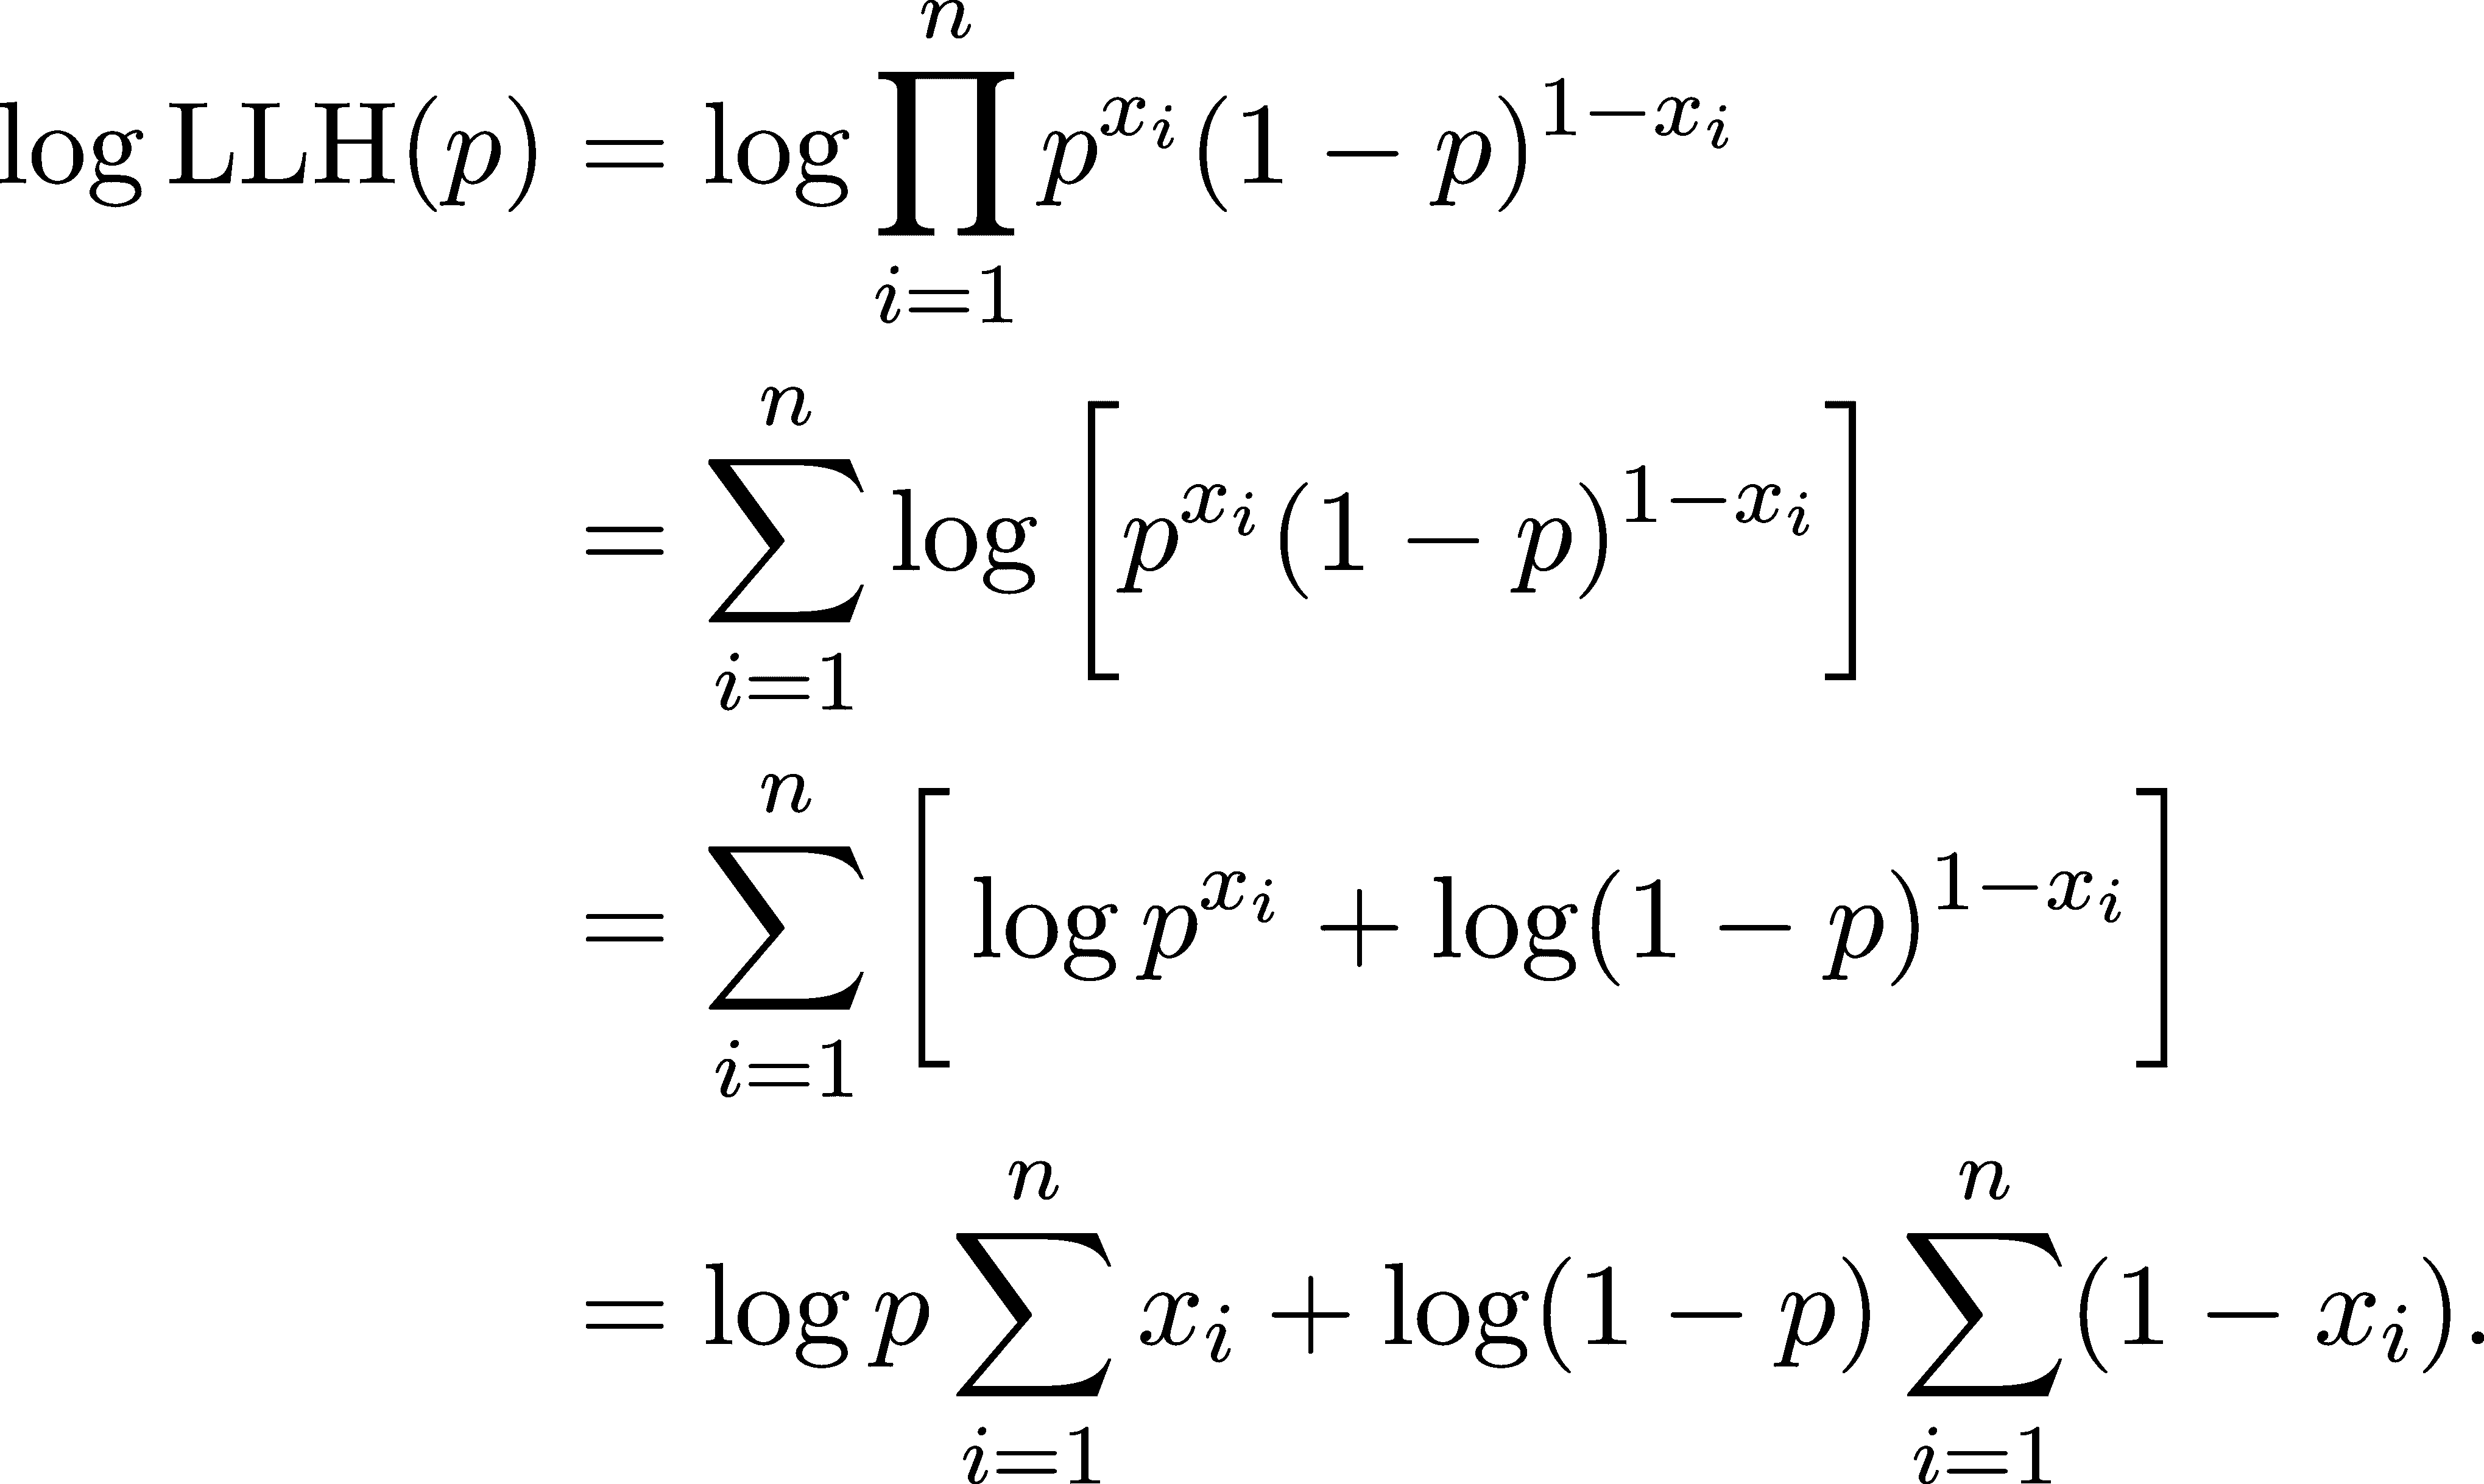 log LLH(p) = log ∏_{i=1}^{n} p^{x_i} (1 − p)^{1−x_i}
= ∑_{i=1}^{n} log [p^{x_i} (1 − p)^{1−x_i}]
= ∑_{i=1}^{n} [log p^{x_i} + log(1 − p)^{1−x_i}]
= log p ∑_{i=1}^{n} x_i + log(1 − p) ∑_{i=1}^{n} (1 − x_i).